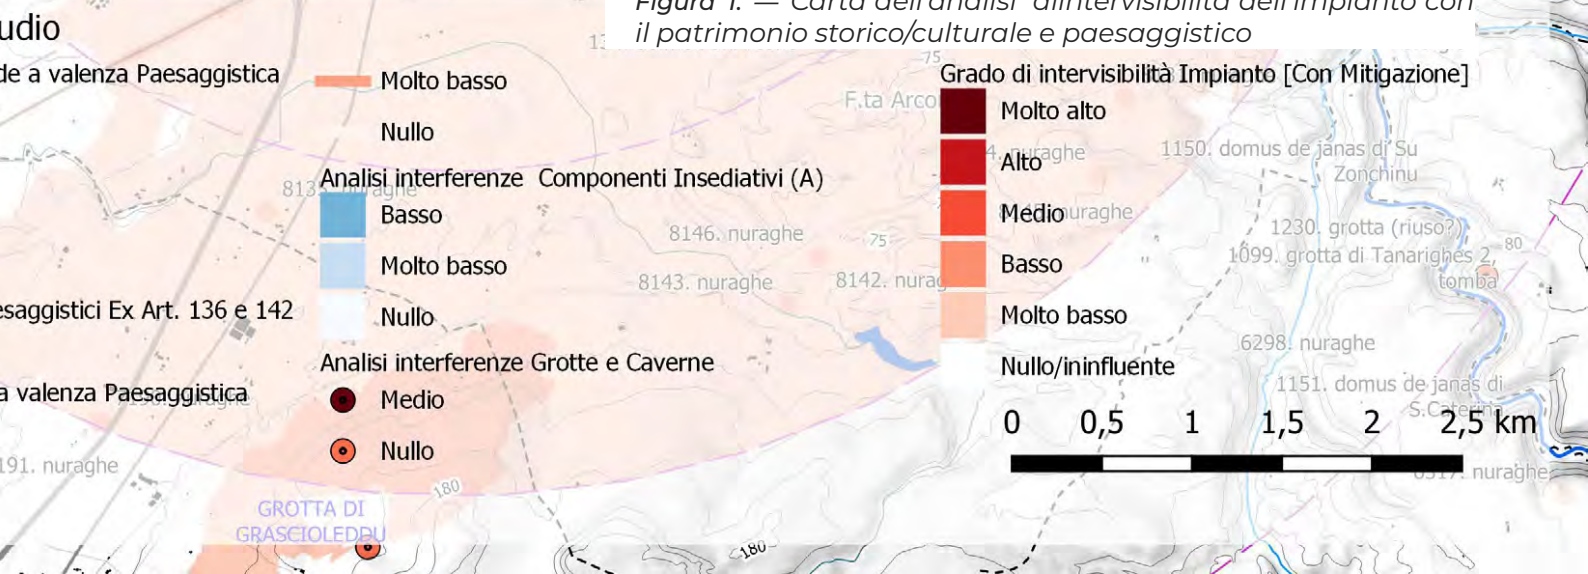 Figura 1. — Carta dell'analisi dlintervisibilità dell'impianto con
il patrimonio storico/culturale e paesaggistico
udio
de a valenza Paesaggistica
esaggistici Ex Art. 136 e 142
a valenza Paesaggistica
Molto basso
Nullo
Analisi interferenze Componenti Insediativi (A)
Basso
Molto basso
Nullo
Analisi interferenze Grotte e Caverne
Medio
Nullo
Grado di intervisibilità Impianto [Con Mitigazione]
Molto alto
Alto
Medio
Basso
Molto basso
Nullo/ininfluente
0 0,5 1 1,5 2 2,5 km
75
F.ta Arco
nuraghe
1150. domus de janas di Su
Zonchinu
nuraghe
8146. nuraghe
75
1230. grotta (riuso?)
1099. grotta di Tanarighes 2,
tomba
80
8143. nuraghe
8142. nurag
6298. nuraghe
1151. domus de janas di
S.Caterina
191. nuraghe
nuraghe
180
GROTTA DI
GRASCIOLEDDU
180